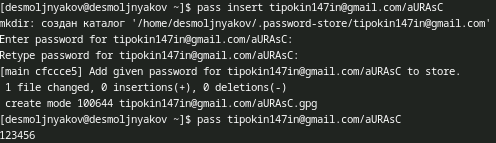 [desmoljnyakov@desmoljnyakov ~]$ pass insert tipokin147in@gmail.com/aURAsC
mkdir: создан каталог '/home/desmoljnyakov/.password-store/tipokin147in@gmail.com'
Enter password for tipokin147in@gmail.com/aURAsC:
Retype password for tipokin147in@gmail.com/aURAsC:
[main cfccce5] Add given password for tipokin147in@gmail.com/aURAsC to store.
 1 file changed, 0 insertions(+), 0 deletions(-)
 create mode 100644 tipokin147in@gmail.com/aURAsC.gpg
[desmoljnyakov@desmoljnyakov ~]$ pass tipokin147in@gmail.com/aURAsC
123456